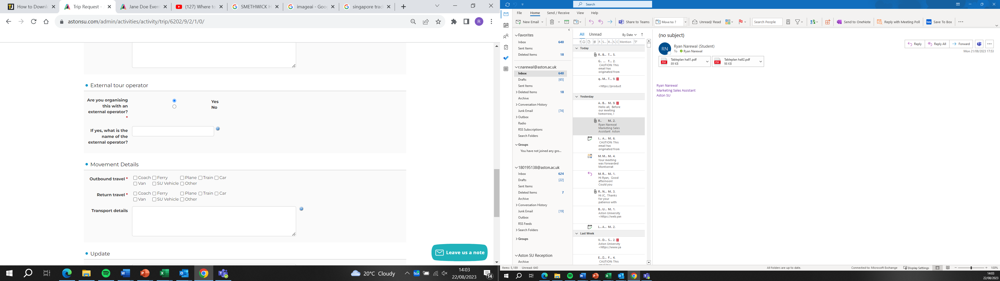 How to Downl
Trip Request -
Jane Doe Even
(127) Where to
SMETHWICK H
imageai - Goo
singapore trac
astonsu.com/admin/activities/activity/trip/6202/9/2/1/0/
R
External tour operator
Are you organising
this with an
external operator?
*
Yes
No
If yes, what is the
name of the
external operator?
Movement Details
Outbound travel *
Coach Ferry Plane Train Car
Van SU Vehicle Other
Return travel *
Coach Ferry Plane Train Car
Van SU Vehicle Other
Transport details
Update
Leave us a note
20°C Cloudy
14:03
22/08/2023
14
Search
File Home Send / Receive View Help
New Email
Share to Teams
Move to: ?
Unread/ Read
Search People
Send to OneNote
Reply with Meeting Poll
Save To Box
Favorites
Inbox 640
Sent Items
Deleted Items 18
r.narewal@aston.ac.uk
Inbox 640
Drafts [65]
Sent Items
Deleted Items 18
Archive
Conversation History
Junk Email [74]
Outbox
Radio
RSS Subscriptions
Search Folders
Groups
You have not joined any gro...
180195138@aston.ac.uk
Inbox 624
Drafts [22]
Sent Items
Deleted Items 7
Archive
Conversation History
Junk Email [19]
Outbox
RSS Feeds
Search Folders
Groups
Aston SU Reception
Archive
All Unread By Date
F. S... R... S. C Mention
Today
R.. B... T... 5.
G.. ... T... 2.
CAUTION: This
email has
originated from
q.. M... T... 9.
<https://product
Yesterday
A.. B... M.. 9.
Hello all, Before
our meeting
tomorrow, I
R.. M.. 2.
Ryan Narewal
Marketing Sales
Assistant Aston
I... A... M.. 6.
CAUTION: This
email has
originated from
M. M... M.. 4.
Your meeting
was forwarded
Montserrat
M. R... M.. 1.
Hi Ryan, Good
afternoon!
Could you
R.. N... M.. 3.
Hi JC, Thanks
for your
patience with
B...U... M.. 1.
Aston University
<https://web.yan
L... A... M.. 2.
Last Week
V.. D... S... 2.
Aston University
<https://www.ya
F... 4.
CAUTION: This
(no subject)
RN
Ryan Narewal (Student)
To Ryan Narewal
Reply Reply All Forward
Mon 21/08/2023 17:53
Tableplan hall1.pdf
89 KB
Tableplan hall2.pdf
98 KB
Ryan Narewal
Marketing Sales Assistant
Aston SU
Items: 5,189 Unread: 640
All folders are up to date.
Connected to: Microsoft Exchange
Display Settings
100%
14:03
22/08/2023